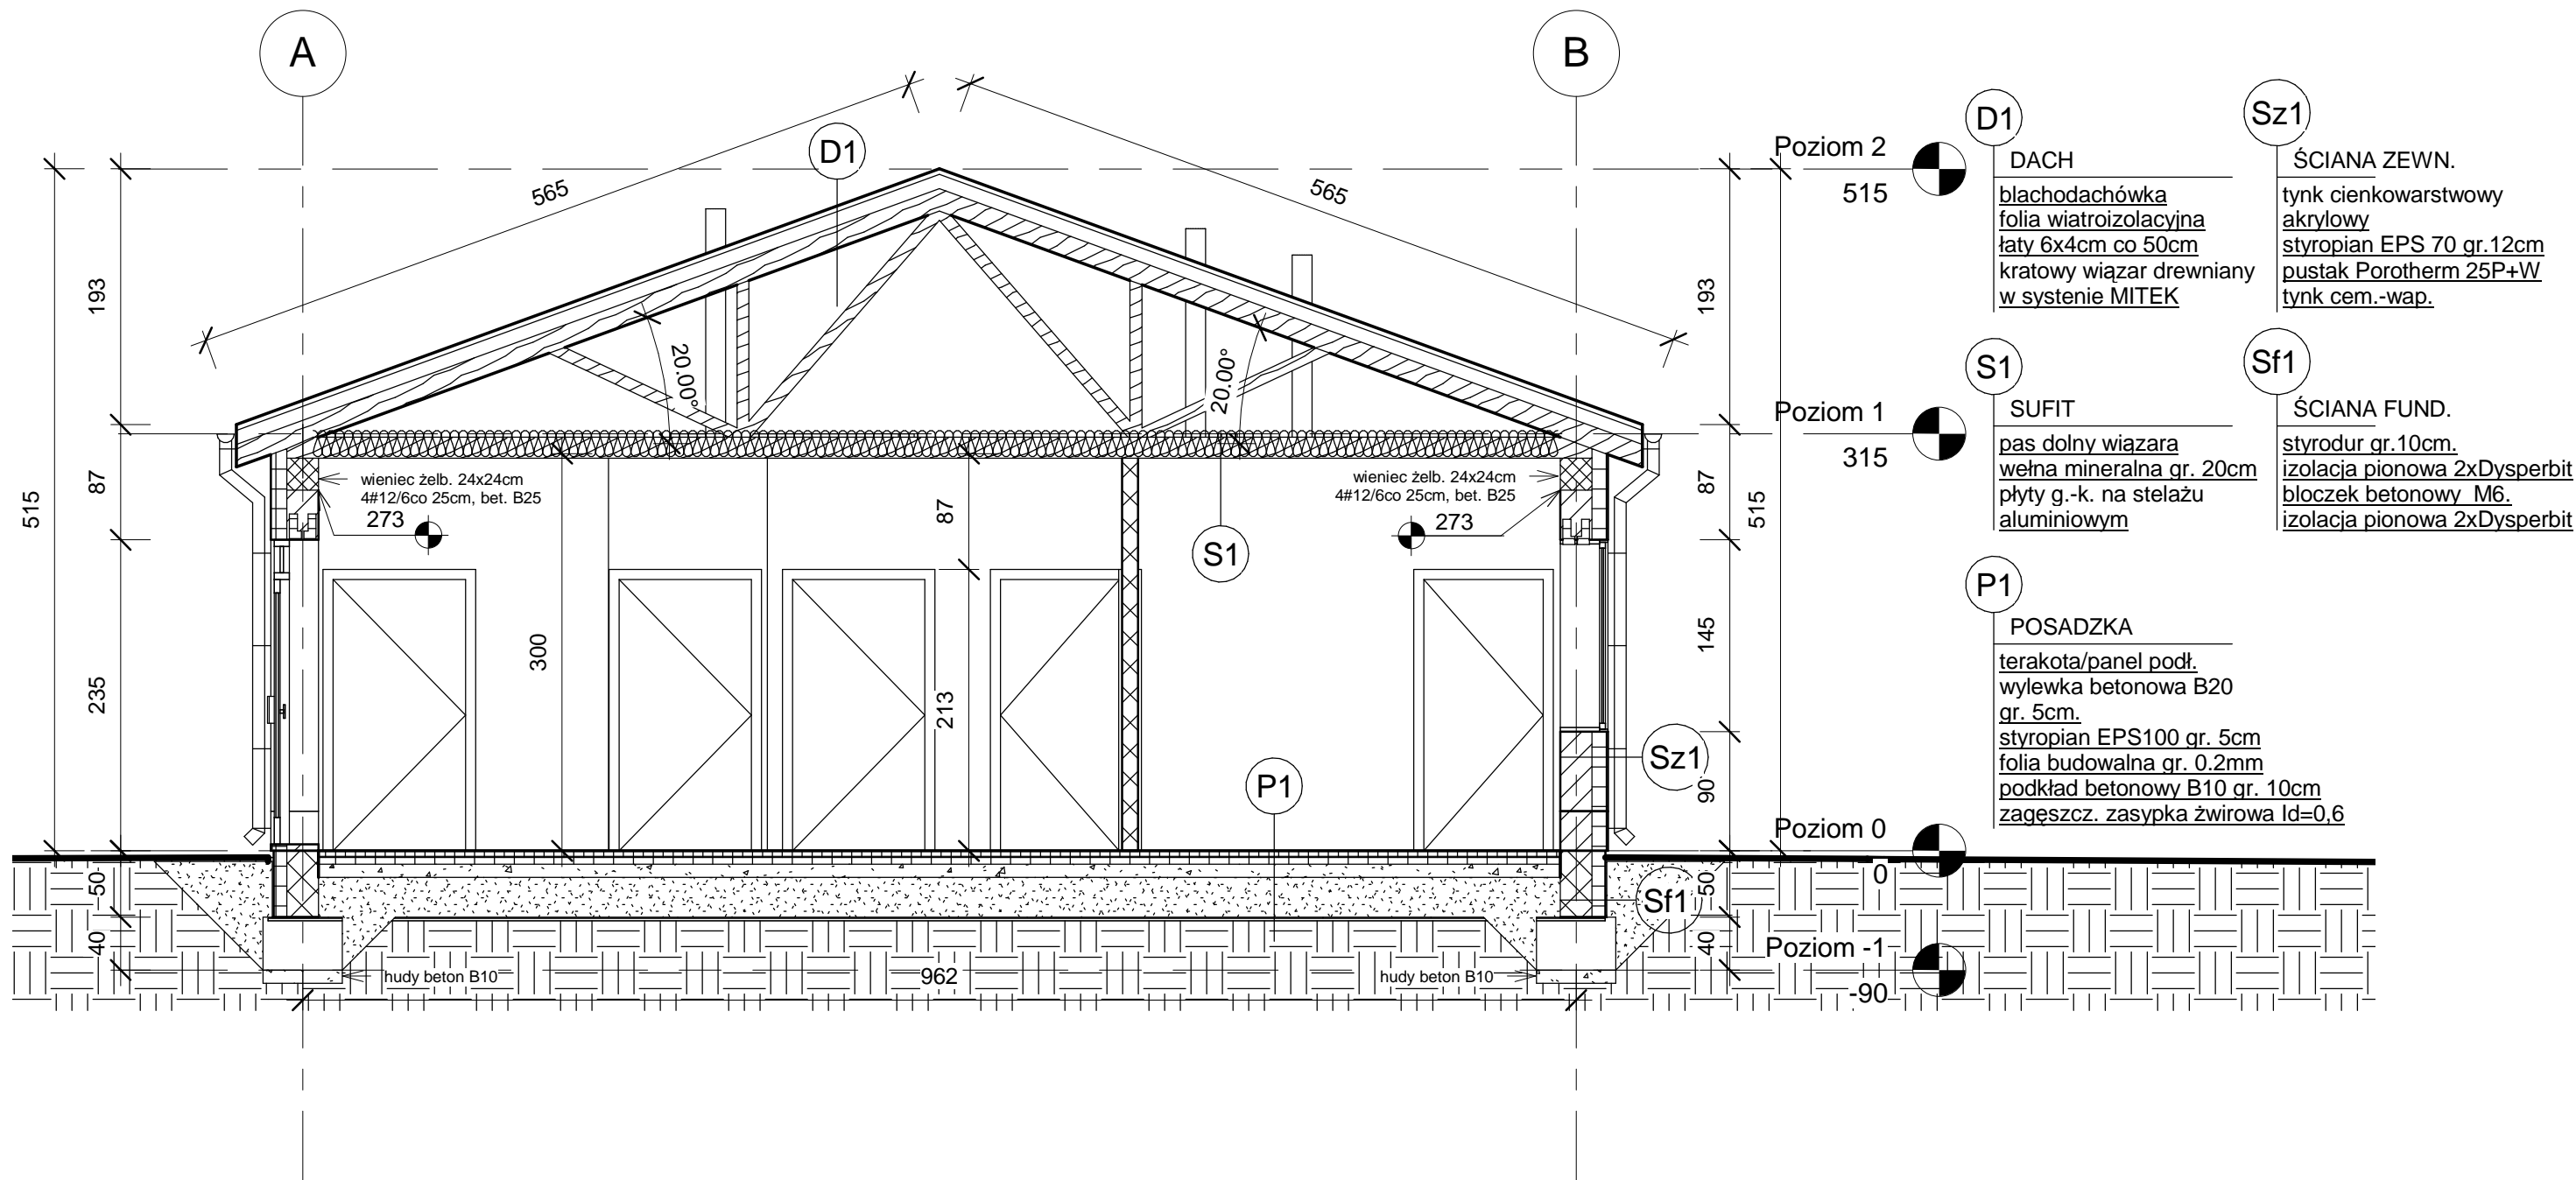 A
B
D1
565
565
Poziom 2
515
193
87
235
515
50
40
20.00°
20.00°
wieniec żelb. 24x24cm
4#12/6co 25cm, bet. B25
273
wieniec żelb. 24x24cm
4#12/6co 25cm, bet. B25
273
87
S1
300
213
P1
Sz1
Sf1
193
87
515
145
90
50
40
Poziom 1
315
Poziom 0
0
Poziom -1
-90
hudy beton B10
962
hudy beton B10
D1
DACH
blachodachówka
folia wiatroizolacyjna
łaty 6x4cm co 50cm
kratowy wiązar drewniany
w systenie MITEK
Sz1
ŚCIANA ZEWN.
tynk cienkowarstwowy
akrylowy
styropian EPS 70 gr.12cm
pustak Porotherm 25P+W
tynk cem.-wap.
S1
SUFIT
pas dolny wiązara
wełna mineralna gr. 20cm
płyty g.-k. na stelażu
aluminiowym
Sf1
ŚCIANA FUND.
styrodur gr.10cm.
izolacja pionowa 2xDysperbit
bloczek betonowy M6.
izolacja pionowa 2xDysperbit
P1
POSADZKA
terakota/panel podł.
wylewka betonowa B20
gr. 5cm.
styropian EPS100 gr. 5cm
folia budowalna gr. 0.2mm
podkład betonowy B10 gr. 10cm
zagęszcz. zasypka żwirowa Id=0,6